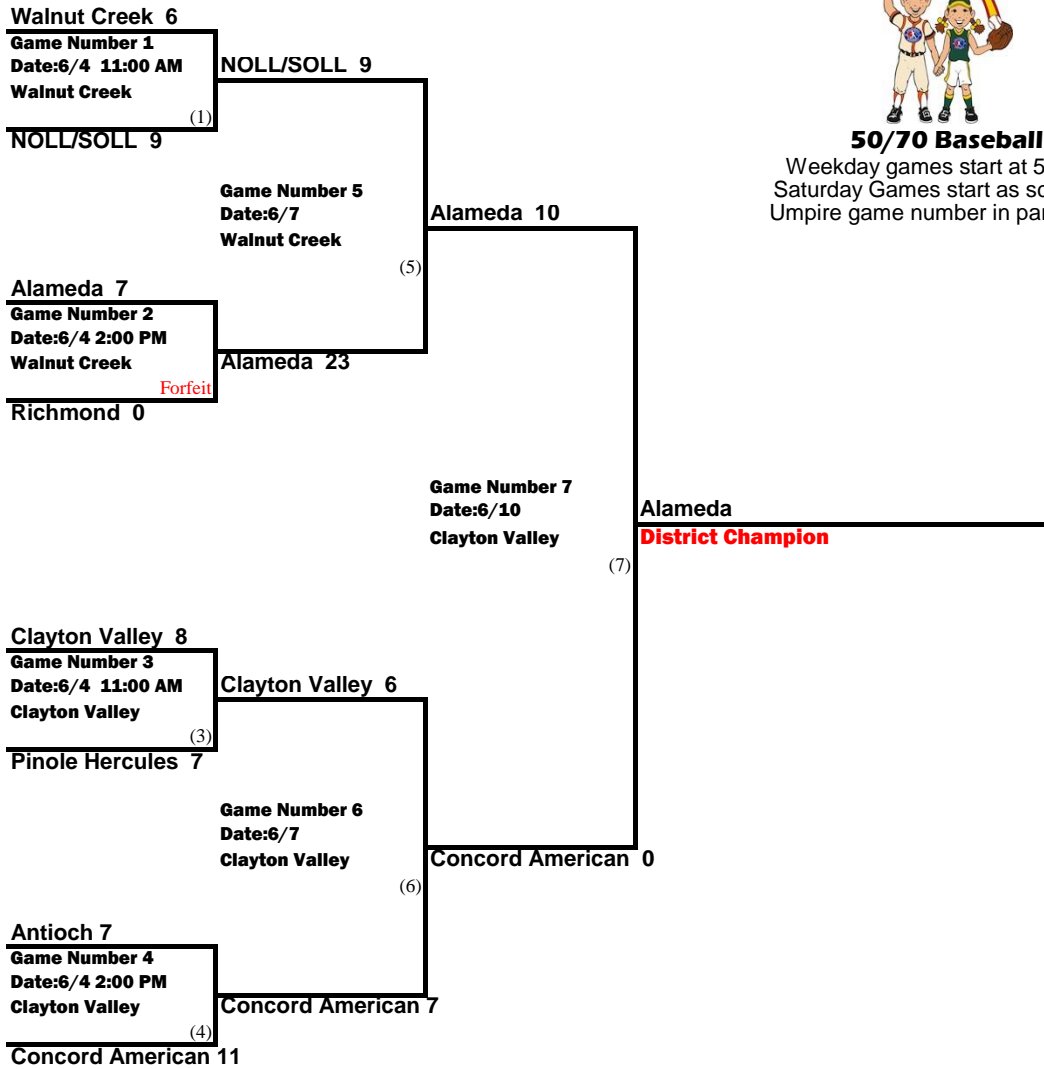 Walnut Creek 6
Game Number 1
Date:6/4 11:00 AM
Walnut Creek
(1)
NOLL/SOLL 9
NOLL/SOLL 9
50/70 Baseball
Weekday games start at 5
Saturday Games start as
Umpire game number in
Game Number 5
Date:6/7
Walnut Creek
(5)
Alameda 10
Alameda 7
Game Number 2
Date:6/4 2:00 PM
Walnut Creek
Forfeit
Richmond 0
Alameda 23
Game Number 7
Date:6/10
Clayton Valley
(7)
Alameda
District Champion
Clayton Valley 8
Game Number 3
Date:6/4 11:00 AM
Clayton Valley
(3)
Pinole Hercules 7
Clayton Valley 6
Game Number 6
Date:6/7
Clayton Valley
(6)
Concord American 0
Antioch 7
Game Number 4
Date:6/4 2:00 PM
Clayton Valley
(4)
Concord American 11
Concord American 7